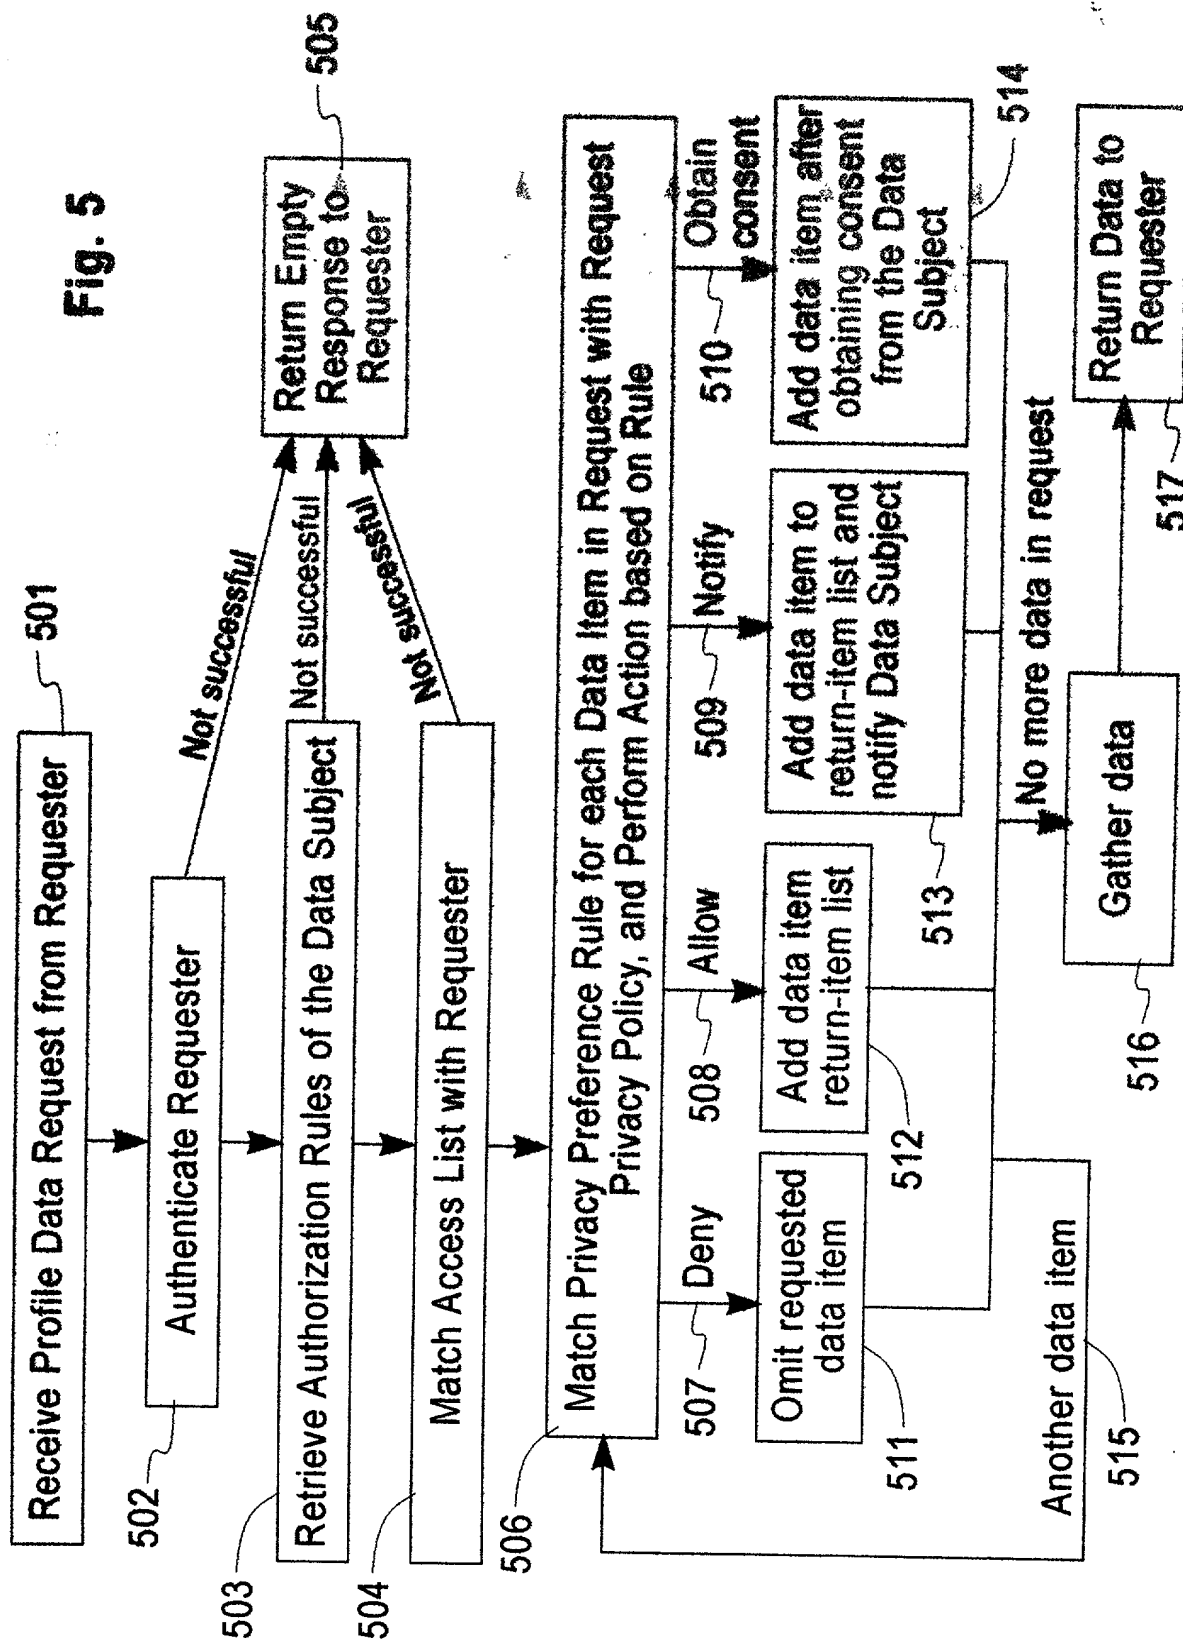 Fig. 5
Receive Profile Data Request from Requester
501
Authenticate Requester
502
Not successful
Return Empty
Response to
Requester
505
Retrieve Authorization Rules of the Data Subject
503
Not successful
Match Access List with Requester
504
Not successful
506
Match Privacy Preference Rule for each Data Item in Request with Request
Privacy Policy, and Perform Action based on Rule
507
Deny
508
Allow
509
Notify
510
Obtain
consent
Omit requested
data item
511
Add data item
return-item list
512
Add data item to
return-item list and
notify Data Subject
513
Add data item after
obtaining consent
from the Data
Subject
514
Another data item
515
No more data in request
Gather data
516
Return Data to
Requester
517